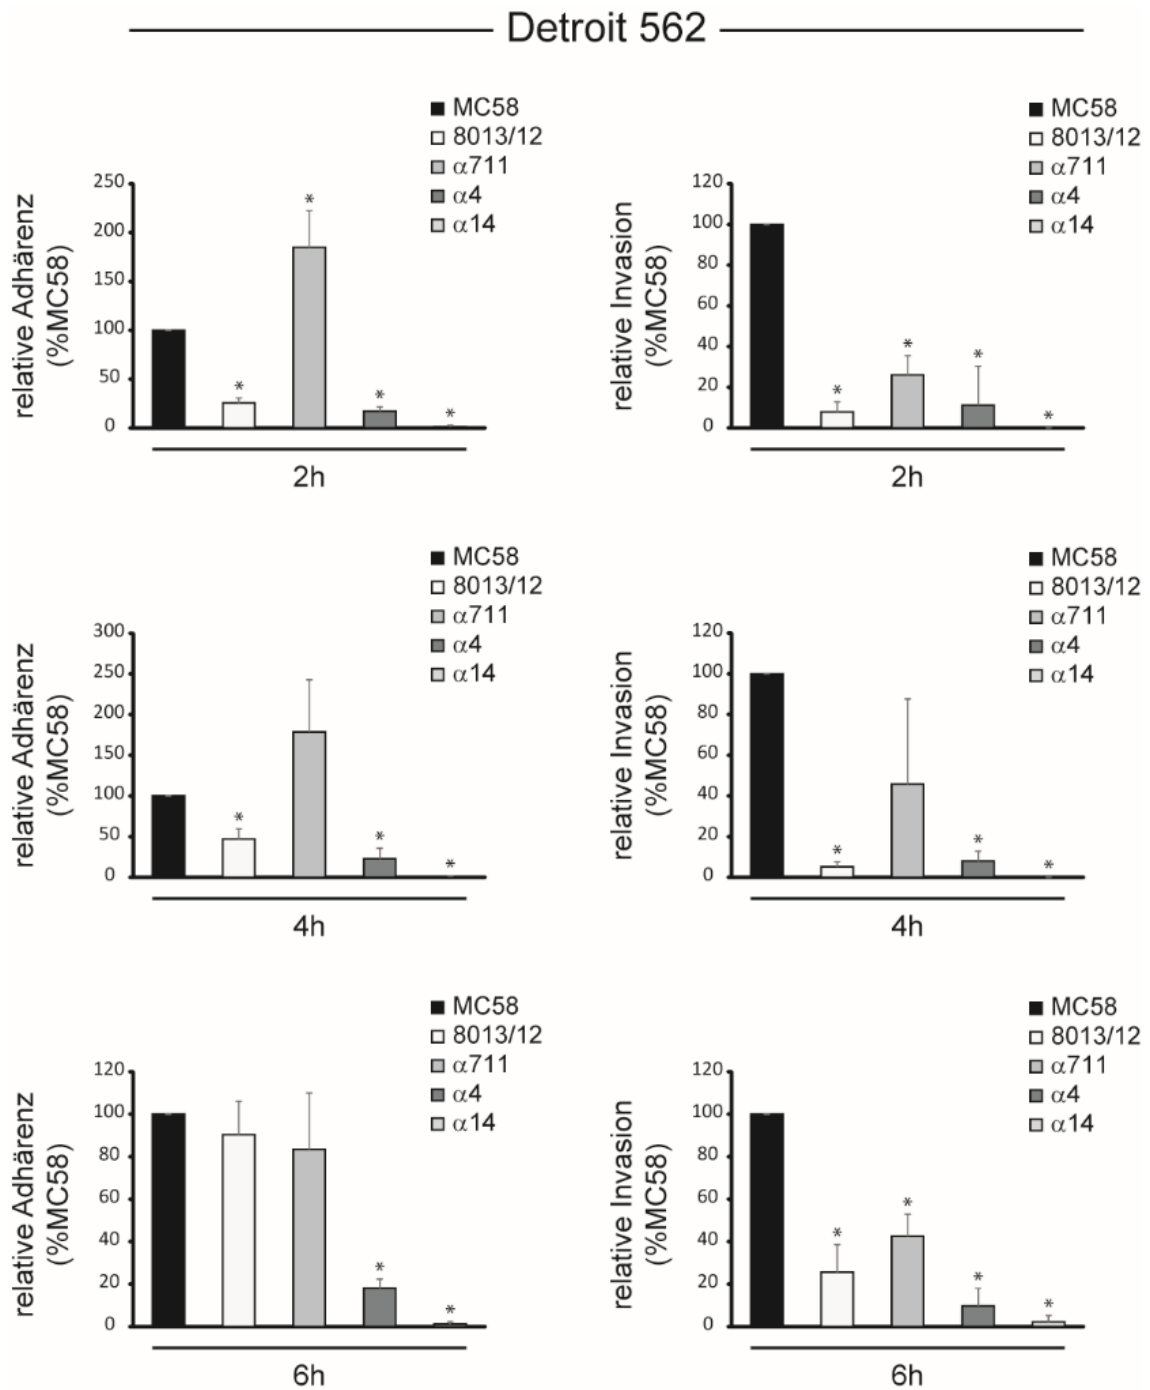 Detroit 562
MC58
8013/12
α711
α4
α14
relative Adhärenz
(%MC58)
250
200
150
100
50
0
*
*
*
*
2h
MC58
8013/12
α711
α4
α14
relative Invasion
(%MC58)
120
100
80
60
40
20
0
*
*
*
*
2h
MC58
8013/12
α711
α4
α14
relative Adhärenz
(%MC58)
300
250
200
150
100
50
0
*
*
*
4h
MC58
8013/12
α711
α4
α14
relative Invasion
(%MC58)
120
100
80
60
40
20
0
*
*
*
4h
MC58
8013/12
α711
α4
α14
relative Adhärenz
(%MC58)
120
100
80
60
40
20
0
*
*
6h
MC58
8013/12
α711
α4
α14
relative Invasion
(%MC58)
120
100
80
60
40
20
0
*
*
*
*
6h